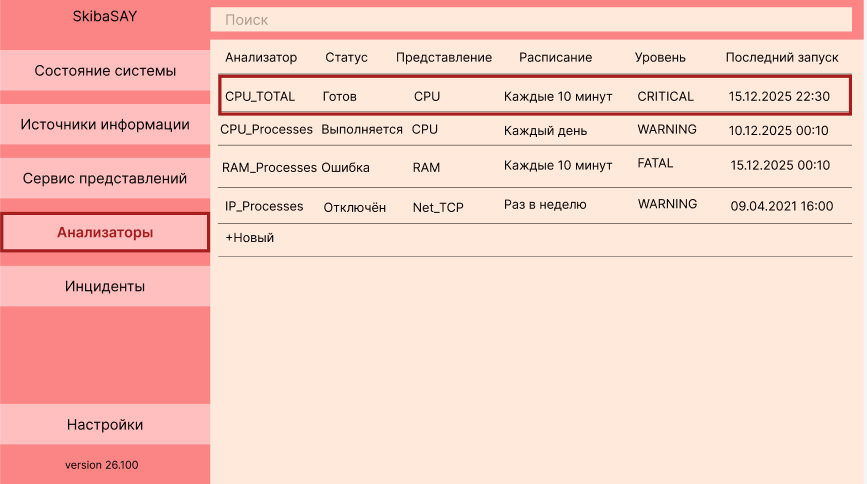 SkibaSAY
Состояние системы
Источники информации
Сервис представлений
Анализаторы
Инциденты
Настройки
version 26.100
Поиск
Анализатор Статус Представление Расписание Уровень Последний запуск
CPU_TOTAL Готов CPU Каждые 10 минут CRITICAL 15.12.2025 22:30
CPU_Processes Выполняется CPU Каждый день WARNING 10.12.2025 00:10
RAM_Processes Ошибка RAM Каждые 10 минут FATAL 15.12.2025 00:10
IP_Processes Отключён Net_TCP Раз в неделю WARNING 09.04.2021 16:00
+Новый